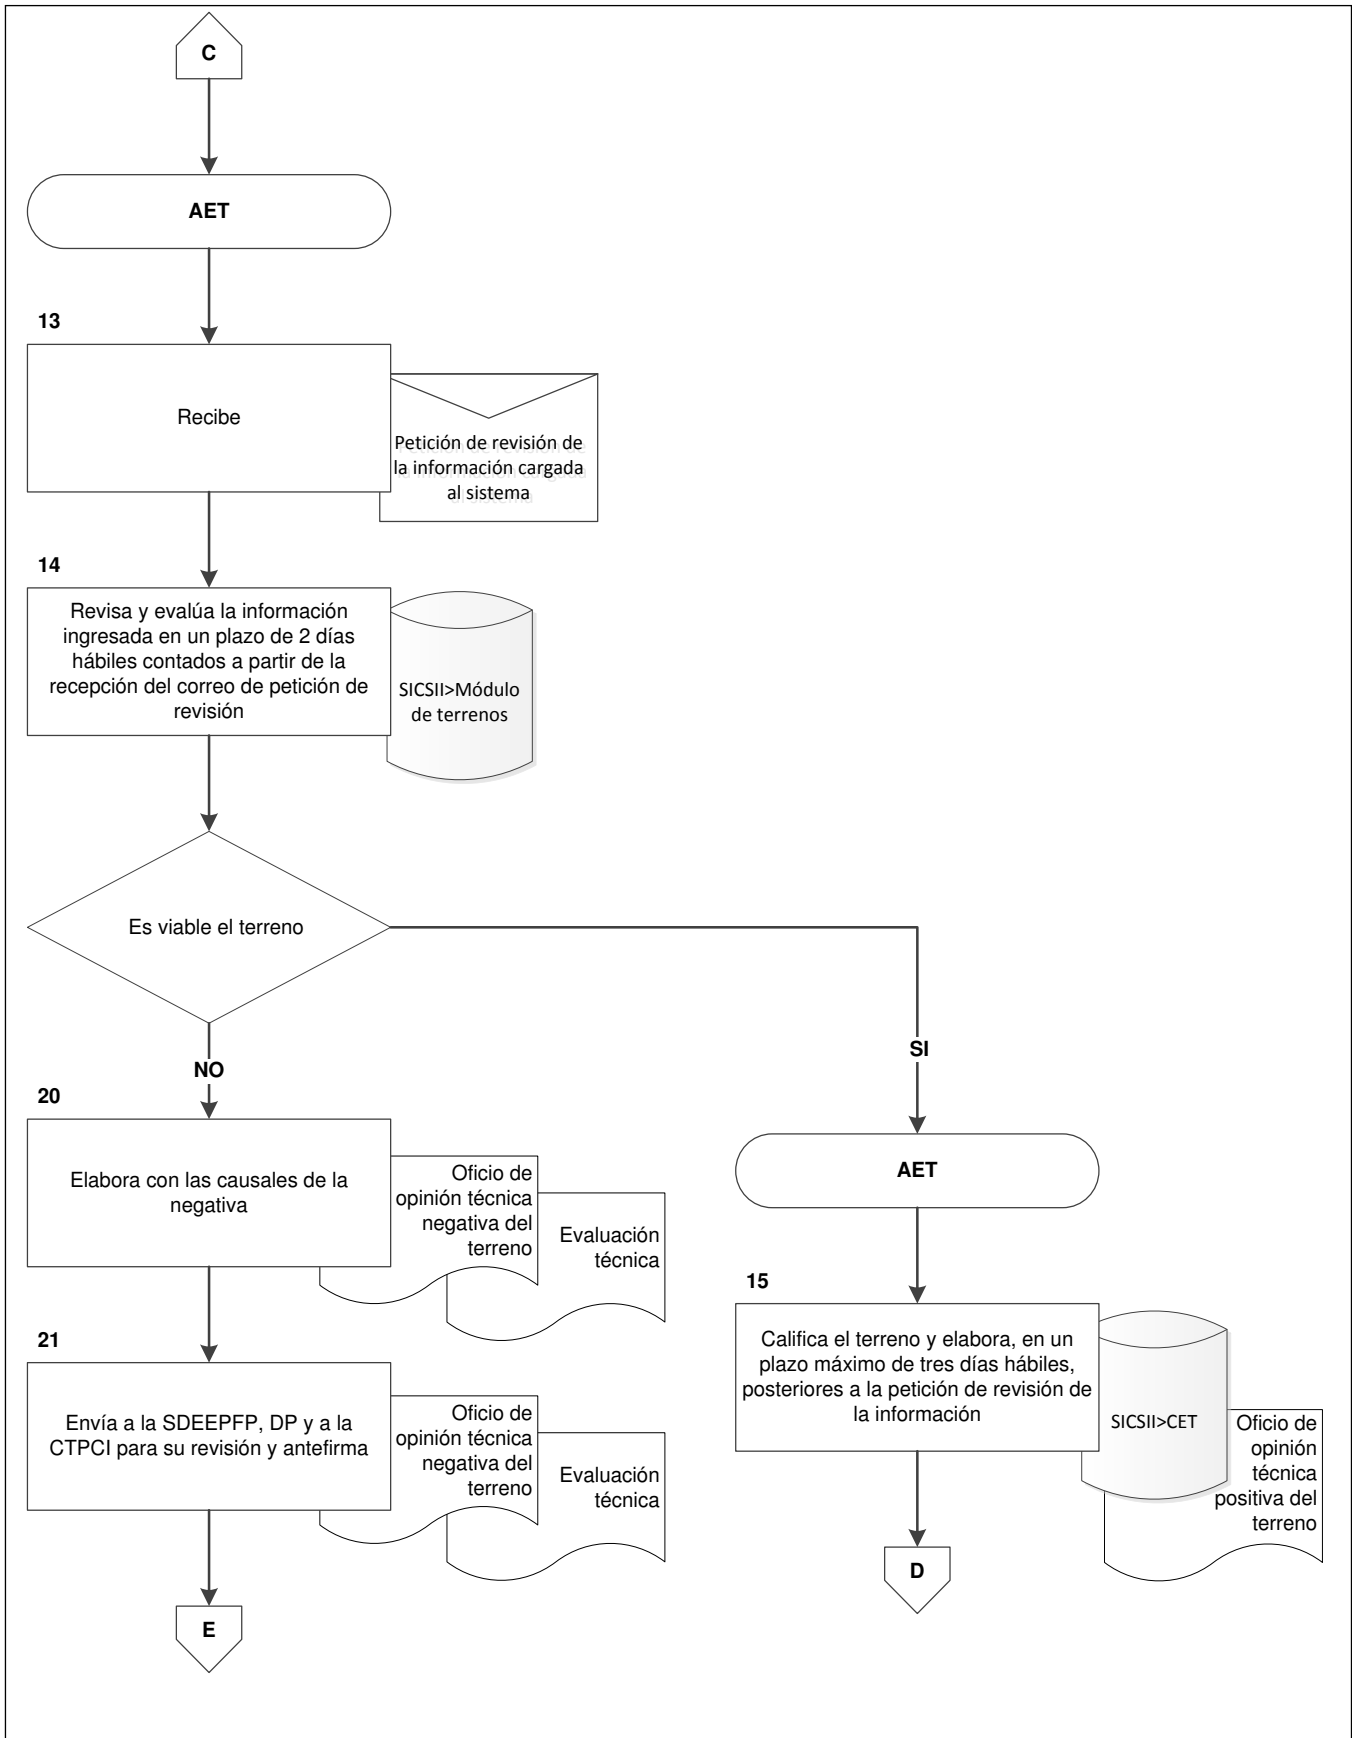 C
AET
13
Recibe
Petición de revisión de
la información cargada
al sistema
14
Revisa y evalúa la información
ingresada en un plazo de 2 días
hábiles contados a partir de la
recepción del correo de petición de
revisión
SICSII>Módulo
de terrenos
Es viable el terreno
NO
SI
20
Elabora con las causales de la
negativa
Oficio de
opinión técnica
negativa del
terreno
Evaluación
técnica
21
Envía a la SDEEPFP, DP y a la
CTPCI para su revisión y antefirma
Oficio de
opinión técnica
negativa del
terreno
Evaluación
técnica
E
AET
15
Califica el terreno y elabora, en un
plazo máximo de tres días hábiles,
posteriores a la petición de revisión de
la información
SICSII>CET
Oficio de
opinión
técnica
positiva del
terreno
D